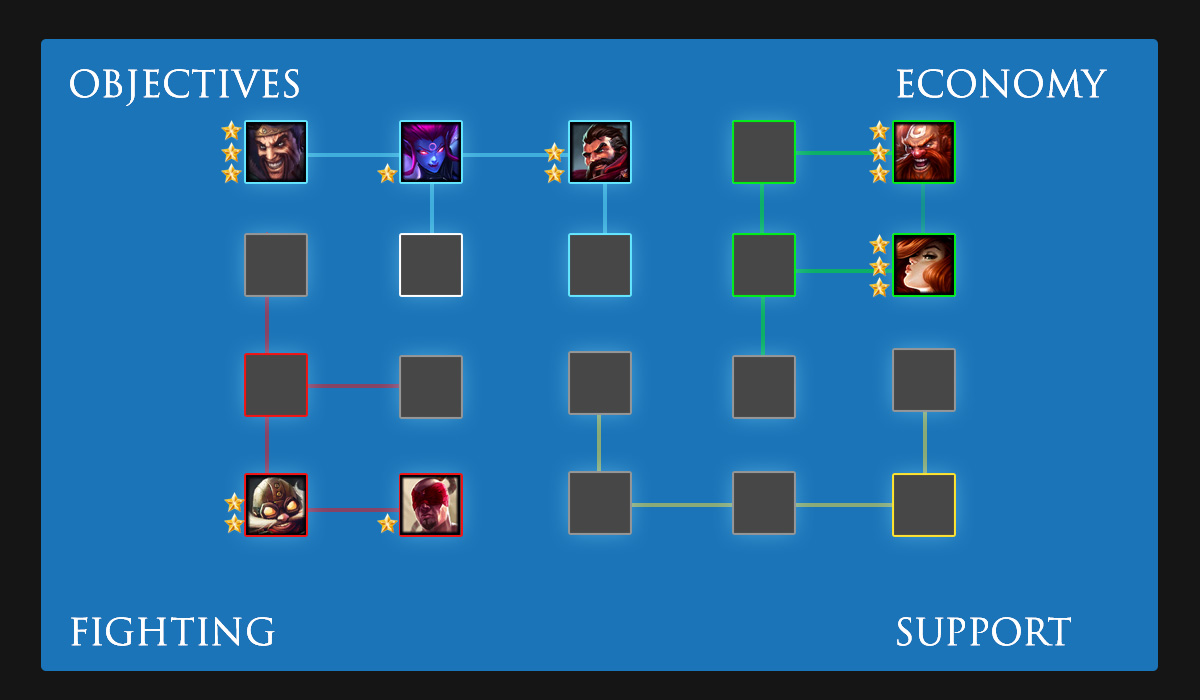 OBJECTIVES
ECONOMY
FIGHTING
SUPPORT